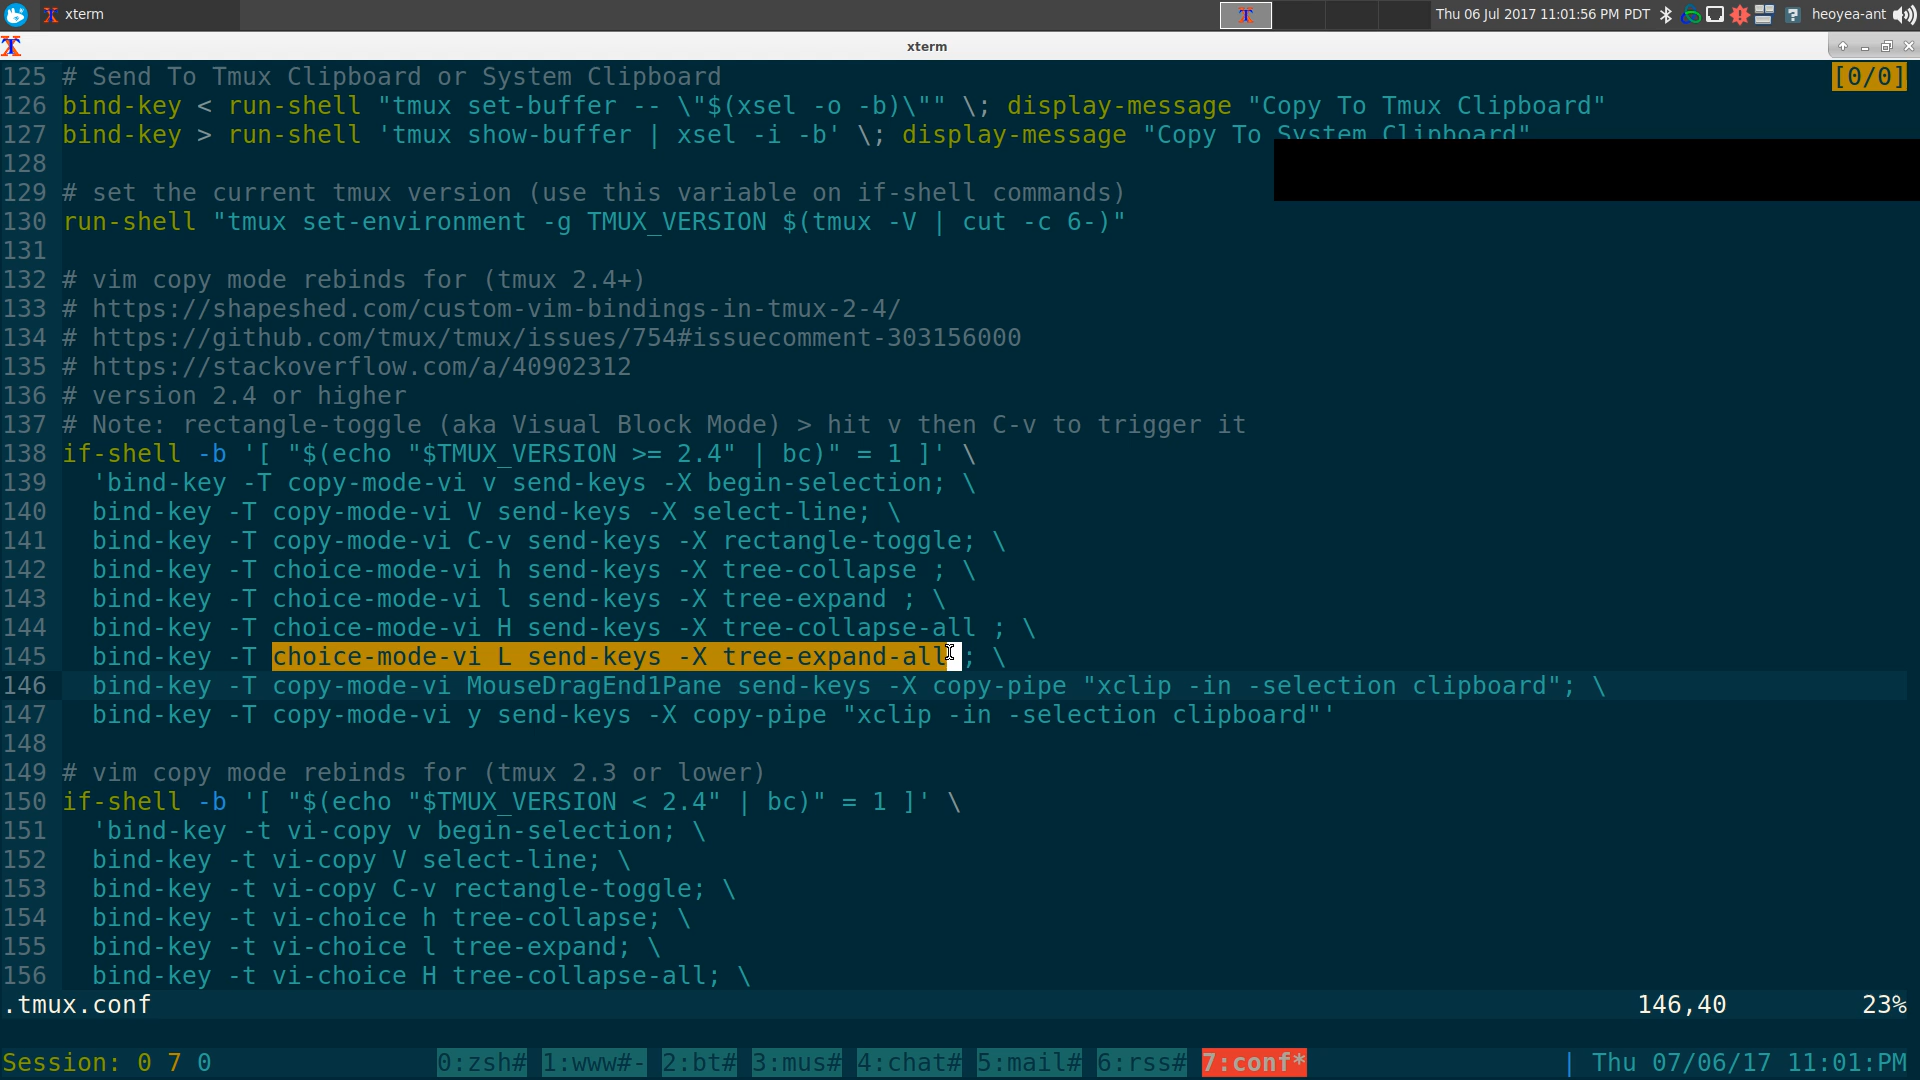 xterm
Thu 06 Jul 2017 11:01:56 PM PDT
heoyea-ant
xterm
[0/0]
125 # Send To Tmux Clipboard or System Clipboard
126 bind-key < run-shell "tmux set-buffer -- \"$(xsel -o -b)\"" \; display-message "Copy To Tmux Clipboard"
127 bind-key > run-shell 'tmux show-buffer | xsel -i -b' \; display-message "Copy To System Clipboard"
128
129 # set the current tmux version (use this variable on if-shell commands)
130 run-shell "tmux set-environment -g TMUX_VERSION $(tmux -V | cut -c 6-)"
131
132 # vim copy mode rebinds for (tmux 2.4+)
133 # https://shapeshed.com/custom-vim-bindings-in-tmux-2-4/
134 # https://github.com/tmux/tmux/issues/754#issuecomment-303156000
135 # https://stackoverflow.com/a/40902312
136 # version 2.4 or higher
137 # Note: rectangle-toggle (aka Visual Block Mode) > hit v then C-v to trigger it
138 if-shell -b '[ "$(echo "$TMUX_VERSION >= 2.4" | bc)" = 1 ]' \
139   'bind-key -T copy-mode-vi v send-keys -X begin-selection; \
140   bind-key -T copy-mode-vi V send-keys -X select-line; \
141   bind-key -T copy-mode-vi C-v send-keys -X rectangle-toggle; \
142   bind-key -T choice-mode-vi h send-keys -X tree-collapse ; \
143   bind-key -T choice-mode-vi l send-keys -X tree-expand ; \
144   bind-key -T choice-mode-vi H send-keys -X tree-collapse-all ; \
145   bind-key -T choice-mode-vi L send-keys -X tree-expand-all ; \
146   bind-key -T copy-mode-vi MouseDragEnd1Pane send-keys -X copy-pipe "xclip -in -selection clipboard"; \
147   bind-key -T copy-mode-vi y send-keys -X copy-pipe "xclip -in -selection clipboard"'
148
149 # vim copy mode rebinds for (tmux 2.3 or lower)
150 if-shell -b '[ "$(echo "$TMUX_VERSION < 2.4" | bc)" = 1 ]' \
151   'bind-key -t vi-copy v begin-selection; \
152   bind-key -t vi-copy V select-line; \
153   bind-key -t vi-copy C-v rectangle-toggle; \
154   bind-key -t vi-choice h tree-collapse; \
155   bind-key -t vi-choice l tree-expand; \
156   bind-key -t vi-choice H tree-collapse-all; \
.tmux.conf 146,40 23%
Session: 0 7 0 0:zsh# 1:www#- 2:bt# 3:mus# 4:chat# 5:mail# 6:rss# 7:conf* | Thu 07/06/17 11:01:PM